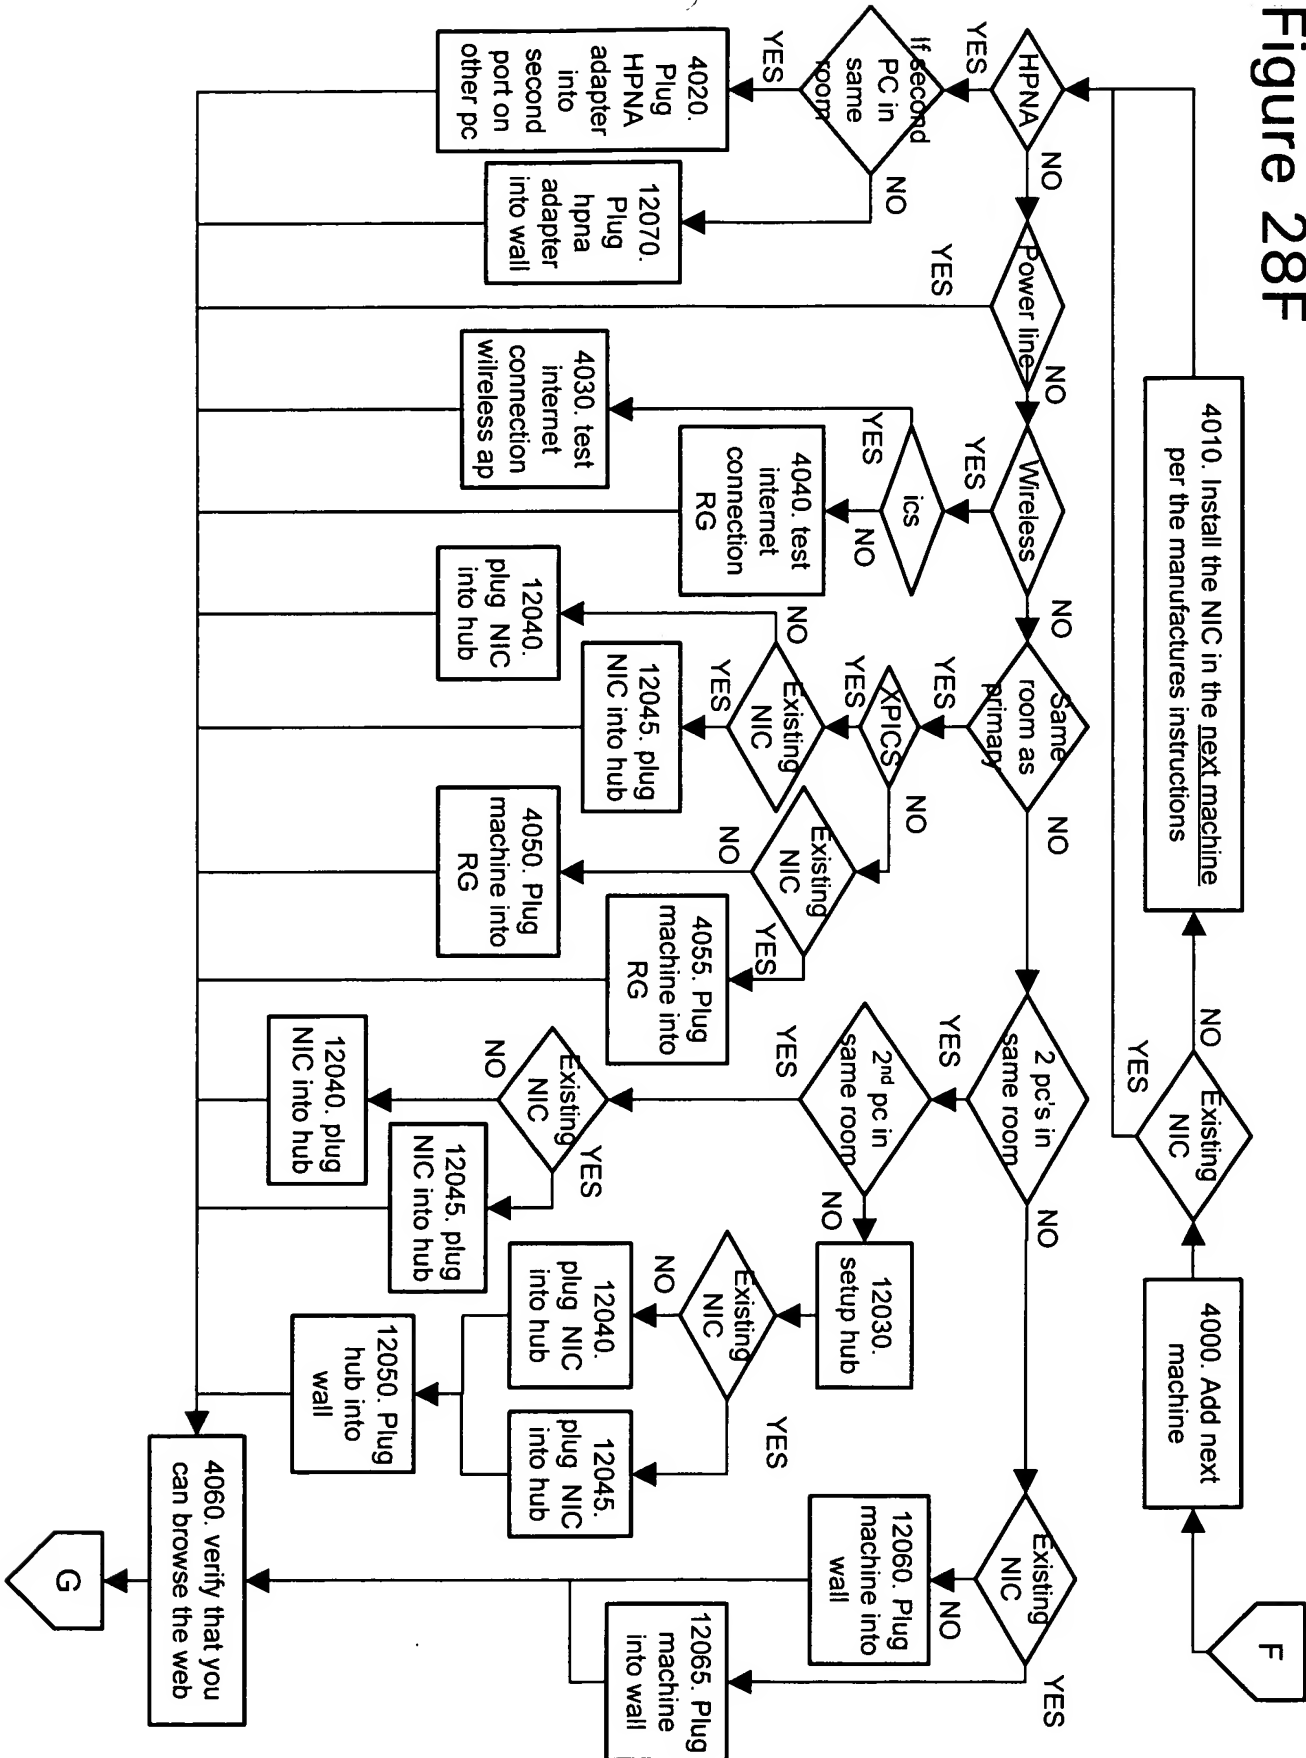 Figure 28F
F
4000. Add next
machine
Existing
NIC
NO
YES
4010. Install the NIC in the next machine
per the manufactures instructions
HPNA
NO
YES
Power line
NO
YES
Wireless
NO
YES
Same
room as
primary
NO
YES
2 pc's in
same room
NO
YES
Existing
NIC
YES
NO
If second
PC in
same
room
NO
YES
ics
YES
NO
XPICS
YES
NO
2nd pc in
same room
YES
NO
12030.
setup hub
12060. Plug
machine into
wall
12065. Plug
machine
into wall
4020.
Plug
HPNA
adapter
into
second
port on
other pc
12070.
Plug
hpna
adapter
into wall
4030. test
internet
connection
wilreless ap
4040. test
internet
connection
RG
Existing
NIC
NO
YES
12040.
plug NIC
into hub
12045. plug
NIC into hub
Existing
NIC
NO
YES
4050. Plug
machine into
RG
4055. Plug
machine into
RG
Existing
NIC
NO
YES
12040. plug
NIC into hub
12045. plug
NIC into hub
Existing
NIC
NO
YES
12040.
plug NIC
into hub
12045.
plug NIC
into hub
12050. Plug
hub into
wall
4060. verify that you
can browse the web
G